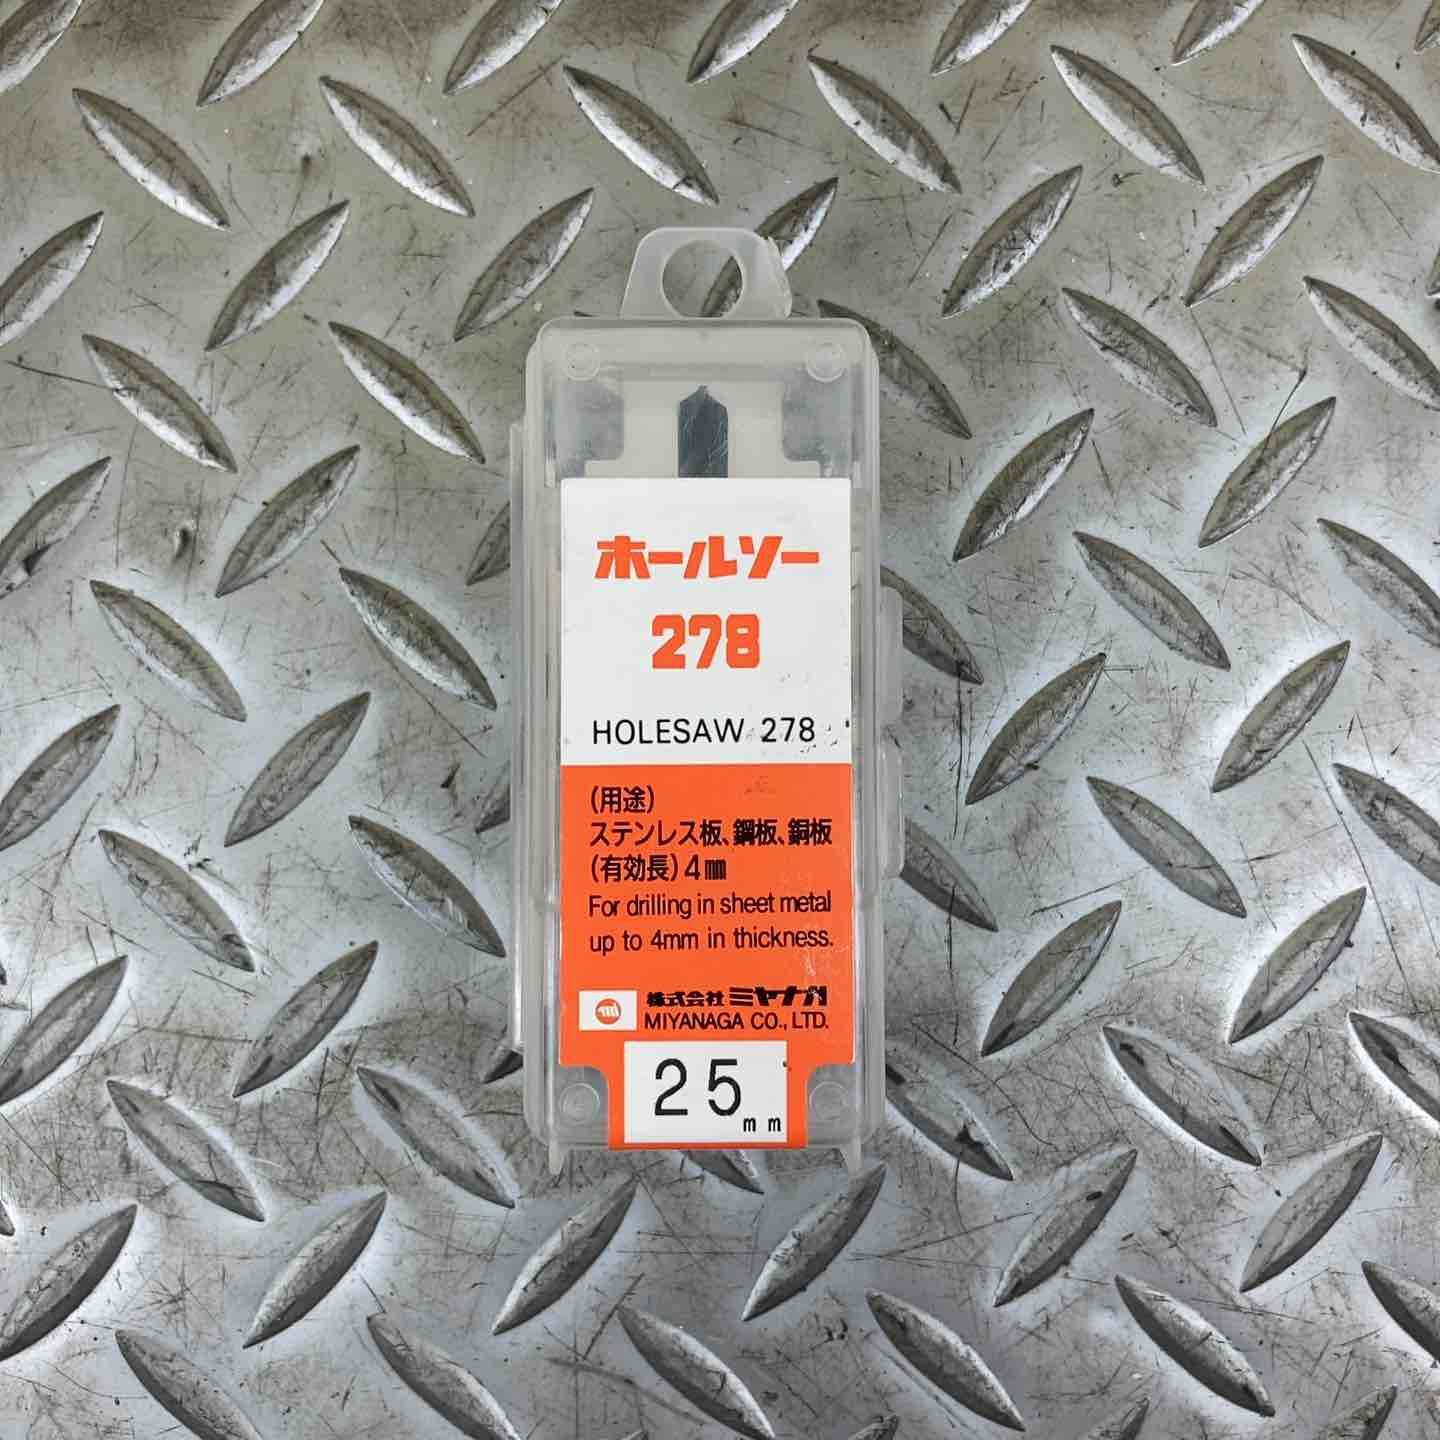 ホールソー
278
HOLESAW 278
(用途)
ステンレス板、鋼板、銅板
(有効長)4㎜
For drilling in sheet metal
up to 4mm in thickness.
株式会社 ミヤナガ
MIYANAGA CO., LTD.
25mm